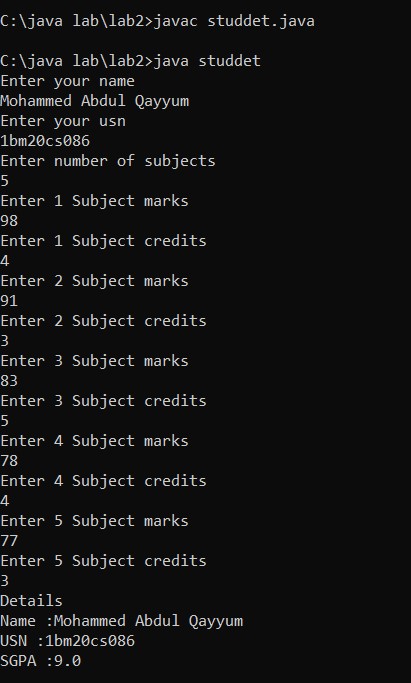 C:\java lab\lab2>javac studdet.java
C:\java lab\lab2>java studdet
Enter your name
Mohammed Abdul Qayyum
Enter your usn
1bm20cs086
Enter number of subjects
5
Enter 1 Subject marks
98
Enter 1 Subject credits
4
Enter 2 Subject marks
91
Enter 2 Subject credits
3
Enter 3 Subject marks
83
Enter 3 Subject credits
5
Enter 4 Subject marks
78
Enter 4 Subject credits
4
Enter 5 Subject marks
77
Enter 5 Subject credits
3
Details
Name :Mohammed Abdul Qayyum
USN :1bm20cs086
SGPA :9.0